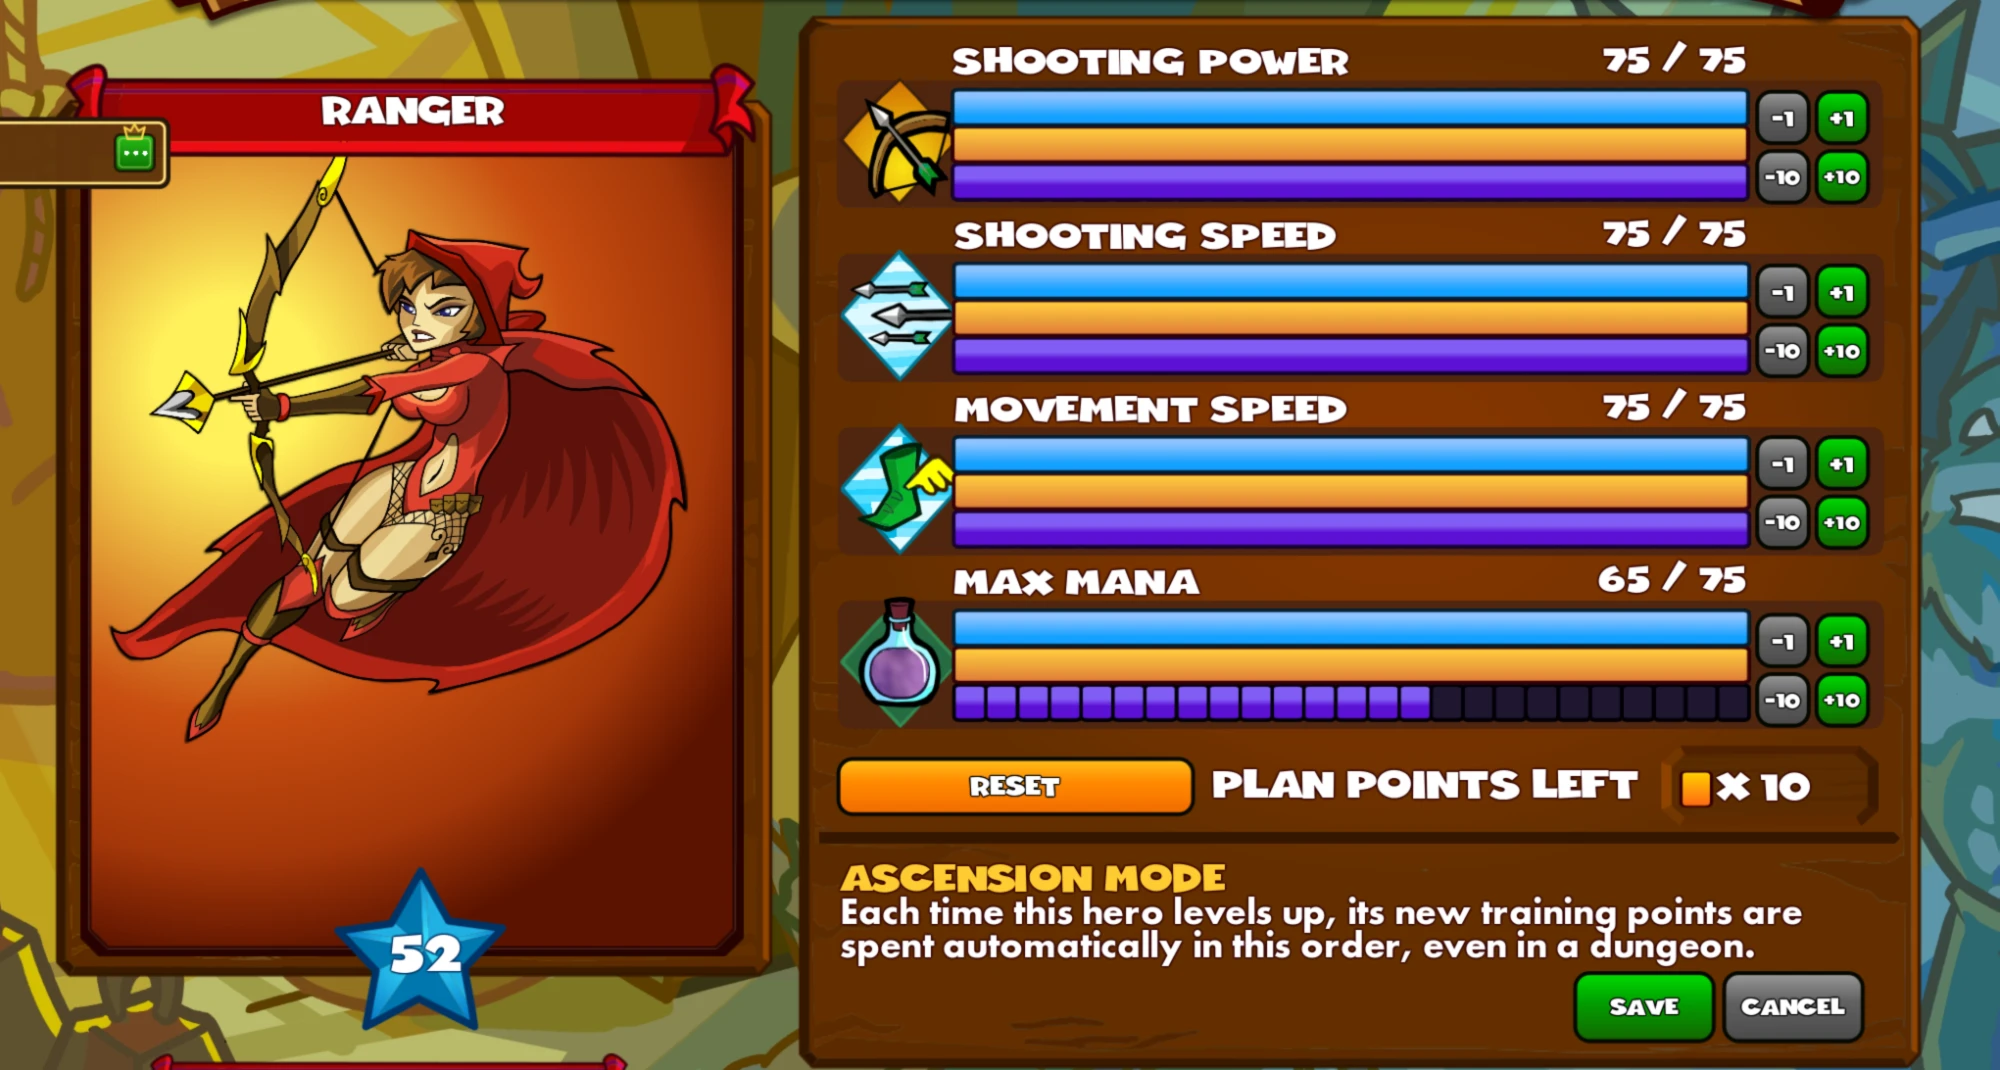 RANGER
52
SHOOTING POWER 75 / 75
-1 +1
-10 +10
SHOOTING SPEED 75 / 75
-1 +1
-10 +10
MOVEMENT SPEED 75 / 75
-1 +1
-10 +10
MAX MANA 65 / 75
-1 +1
-10 +10
RESET PLAN POINTS LEFT X 10
ASCENSION MODE
Each time this hero levels up, its new training points are
spent automatically in this order, even in a dungeon.
SAVE CANCEL